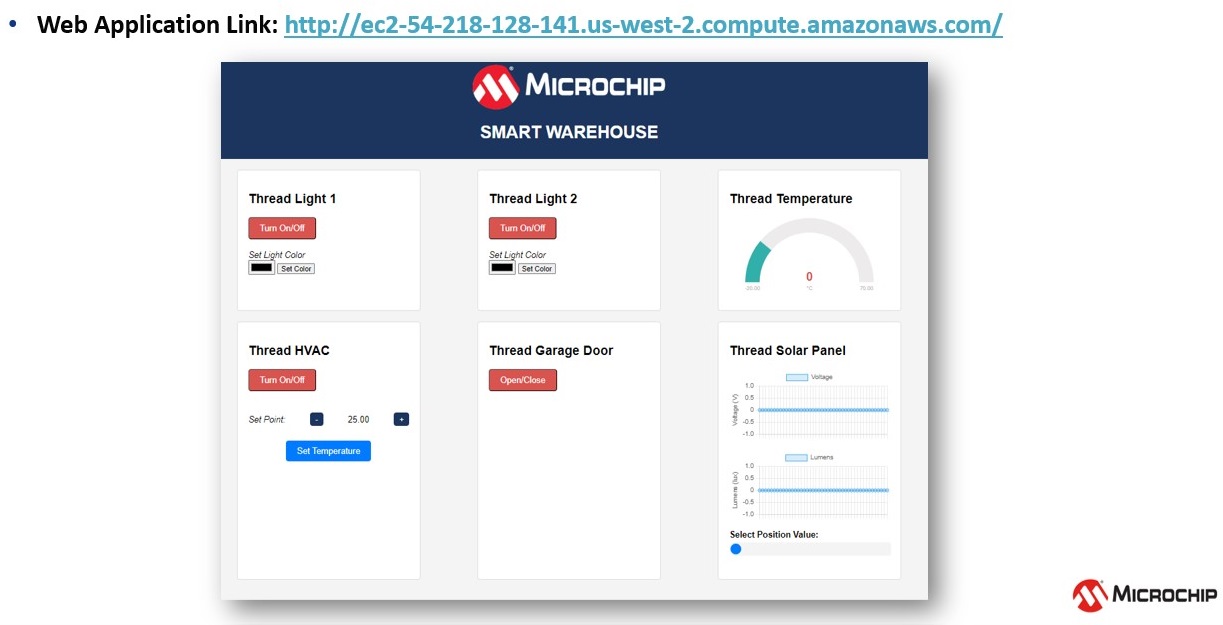 • Web Application Link: http://ec2-54-218-128-141.us-west-2.compute.amazonaws.com/
MICROCHIP
SMART WAREHOUSE
Thread Light 1
Turn On/Off
Set Light Color
Set Color
Thread Light 2
Turn On/Off
Set Light Color
Set Color
Thread Temperature
0
-20.00 °C 70.00
Thread HVAC
Turn On/Off
Set Point: - 25.00 +
Set Temperature
Thread Garage Door
Open/Close
Thread Solar Panel
Voltage
Voltage (V)
1.0
0.5
0
-0.5
-1.0
Lumens
Lumens (lux)
1.0
0.5
0
-0.5
-1.0
Select Position Value:
MICROCHIP